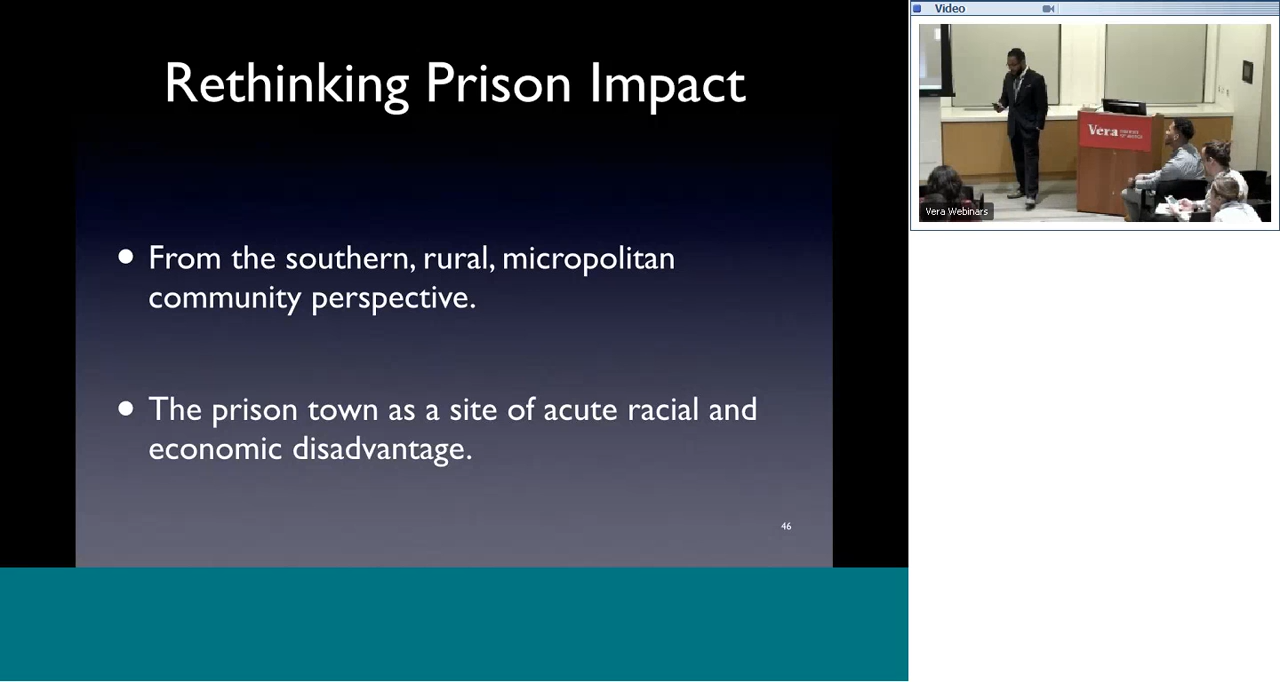 Rethinking Prison Impact
• From the southern, rural, micropolitan
community perspective.
• The prison town as a site of acute racial and
economic disadvantage.
46
Video
Vera
Vera Webinars